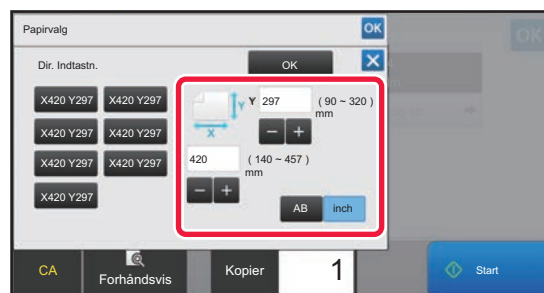 Papirvalg
OK
OK
Dir. Indtastn.
OK
X420 Y297 X420 Y297
X420 Y297 X420 Y297
X420 Y297 X420 Y297
X420 Y297
Y
X
Y 297 ( 90 ~ 320 )
mm
- +
420 ( 140 ~ 457 )
mm
- +
AB inch
CA
Forhåndsvis
Kopier
1
Start